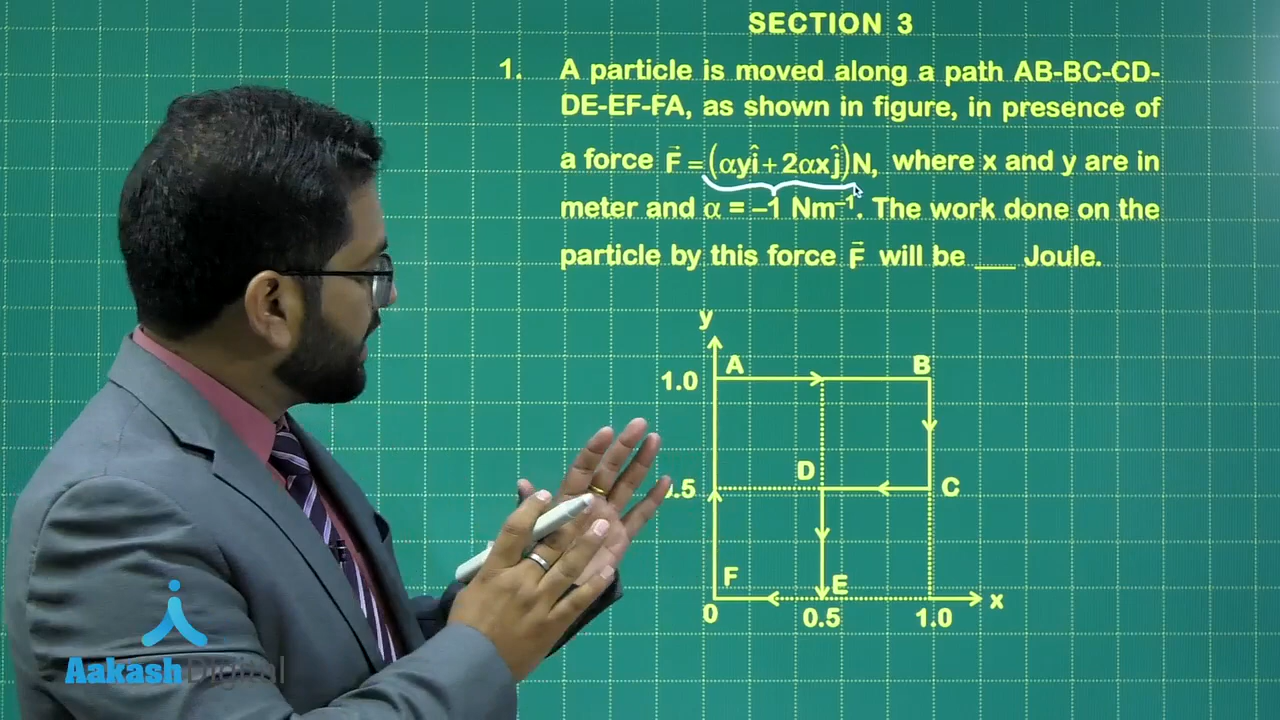 SECTION 3
1. A particle is moved along a path AB-BC-CD-
DE-EF-FA, as shown in figure, in presence of
a force F⃗ = (αyî + 2αxĵ)N, where x and y are in
meter and α = –1 Nm⁻¹. The work done on the
particle by this force F⃗ will be ___ Joule.
y
A B
1.0
D C
.5
F E
0 0.5 1.0 x
Aakash Digital